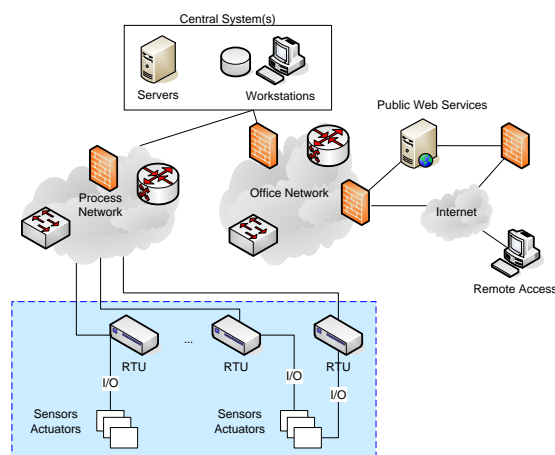 Central System(s)
Servers
Workstations
Public Web Services
Process
Network
Office Network
Internet
Remote Access
RTU
...
RTU
RTU
I/O
I/O
I/O
Sensors
Actuators
Sensors
Actuators